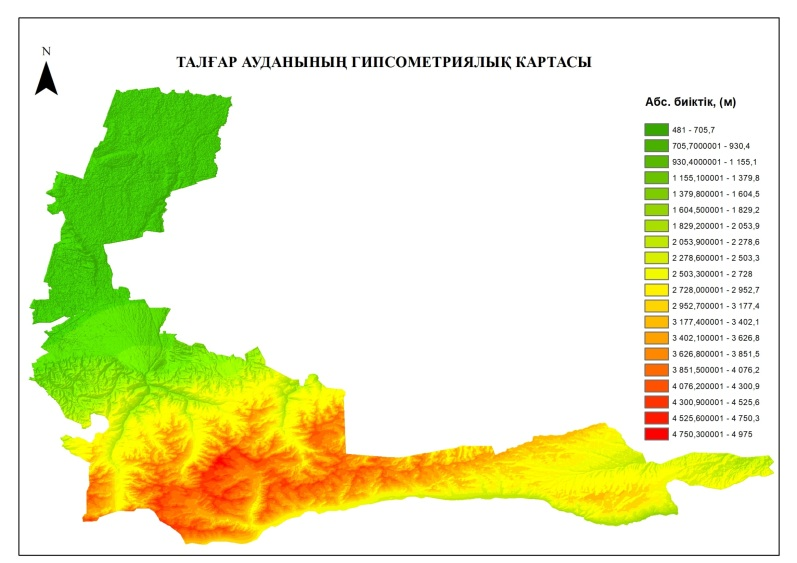 N
ТАЛҒАР АУДАНЫНЫҢ ГИПСОМЕТРИЯЛЫҚ КАРТАСЫ
Абс. биіктік, (м)
481 - 705,7
705,7000001 - 930,4
930,4000001 - 1 155,1
1 155,100001 - 1 379,8
1 379,800001 - 1 604,5
1 604,500001 - 1 829,2
1 829,200001 - 2 053,9
2 053,900001 - 2 278,6
2 278,600001 - 2 503,3
2 503,300001 - 2 728
2 728,000001 - 2 952,7
2 952,700001 - 3 177,4
3 177,400001 - 3 402,1
3 402,100001 - 3 626,8
3 626,800001 - 3 851,5
3 851,500001 - 4 076,2
4 076,200001 - 4 300,9
4 300,900001 - 4 525,6
4 525,600001 - 4 750,3
4 750,300001 - 4 975